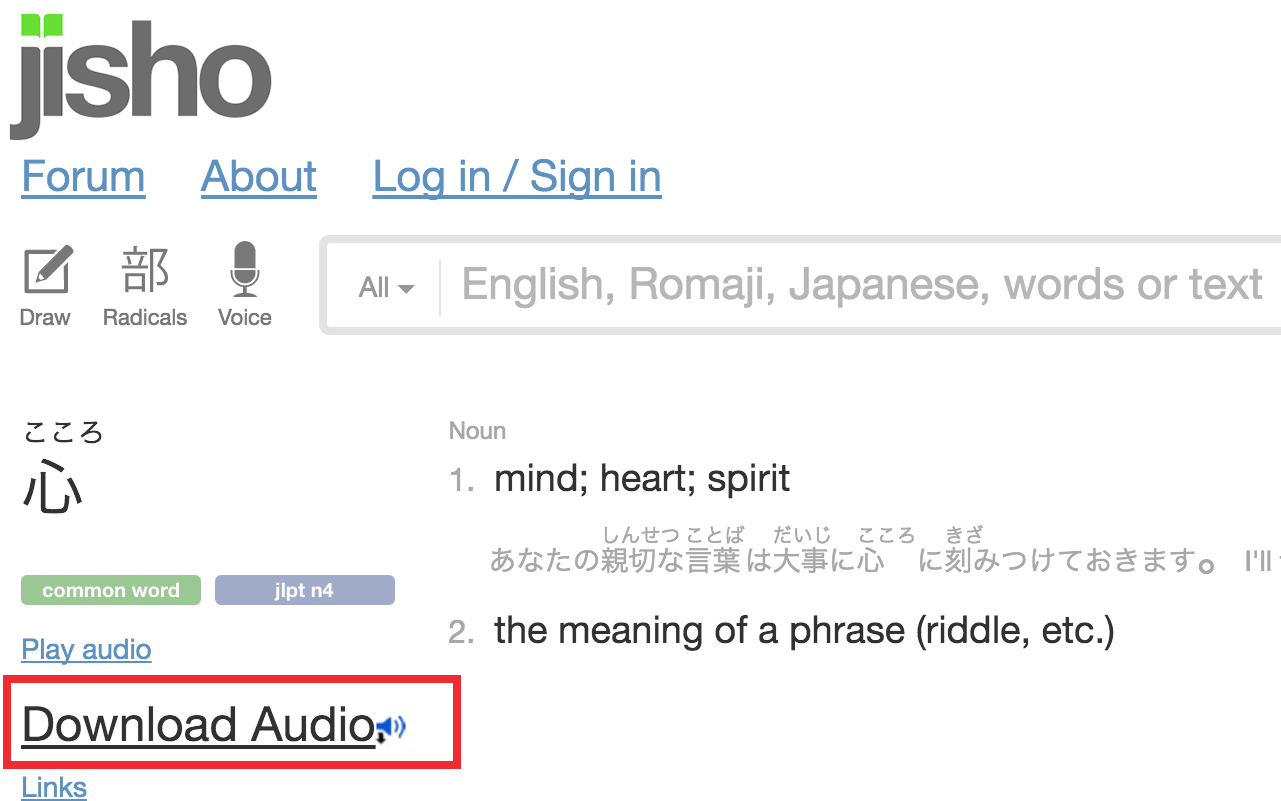 jisho
Forum About Log in / Sign in
部
Draw Radicals Voice All English, Romaji, Japanese, words or text
こころ
心
Noun
1. mind; heart; spirit
しんせつ ことば だいじ こころ きざ
あなたの親切な言葉は大事に心に刻みつけておきます。 I'll
2. the meaning of a phrase (riddle, etc.)
common word jlpt n4
Play audio
Download Audio
Links